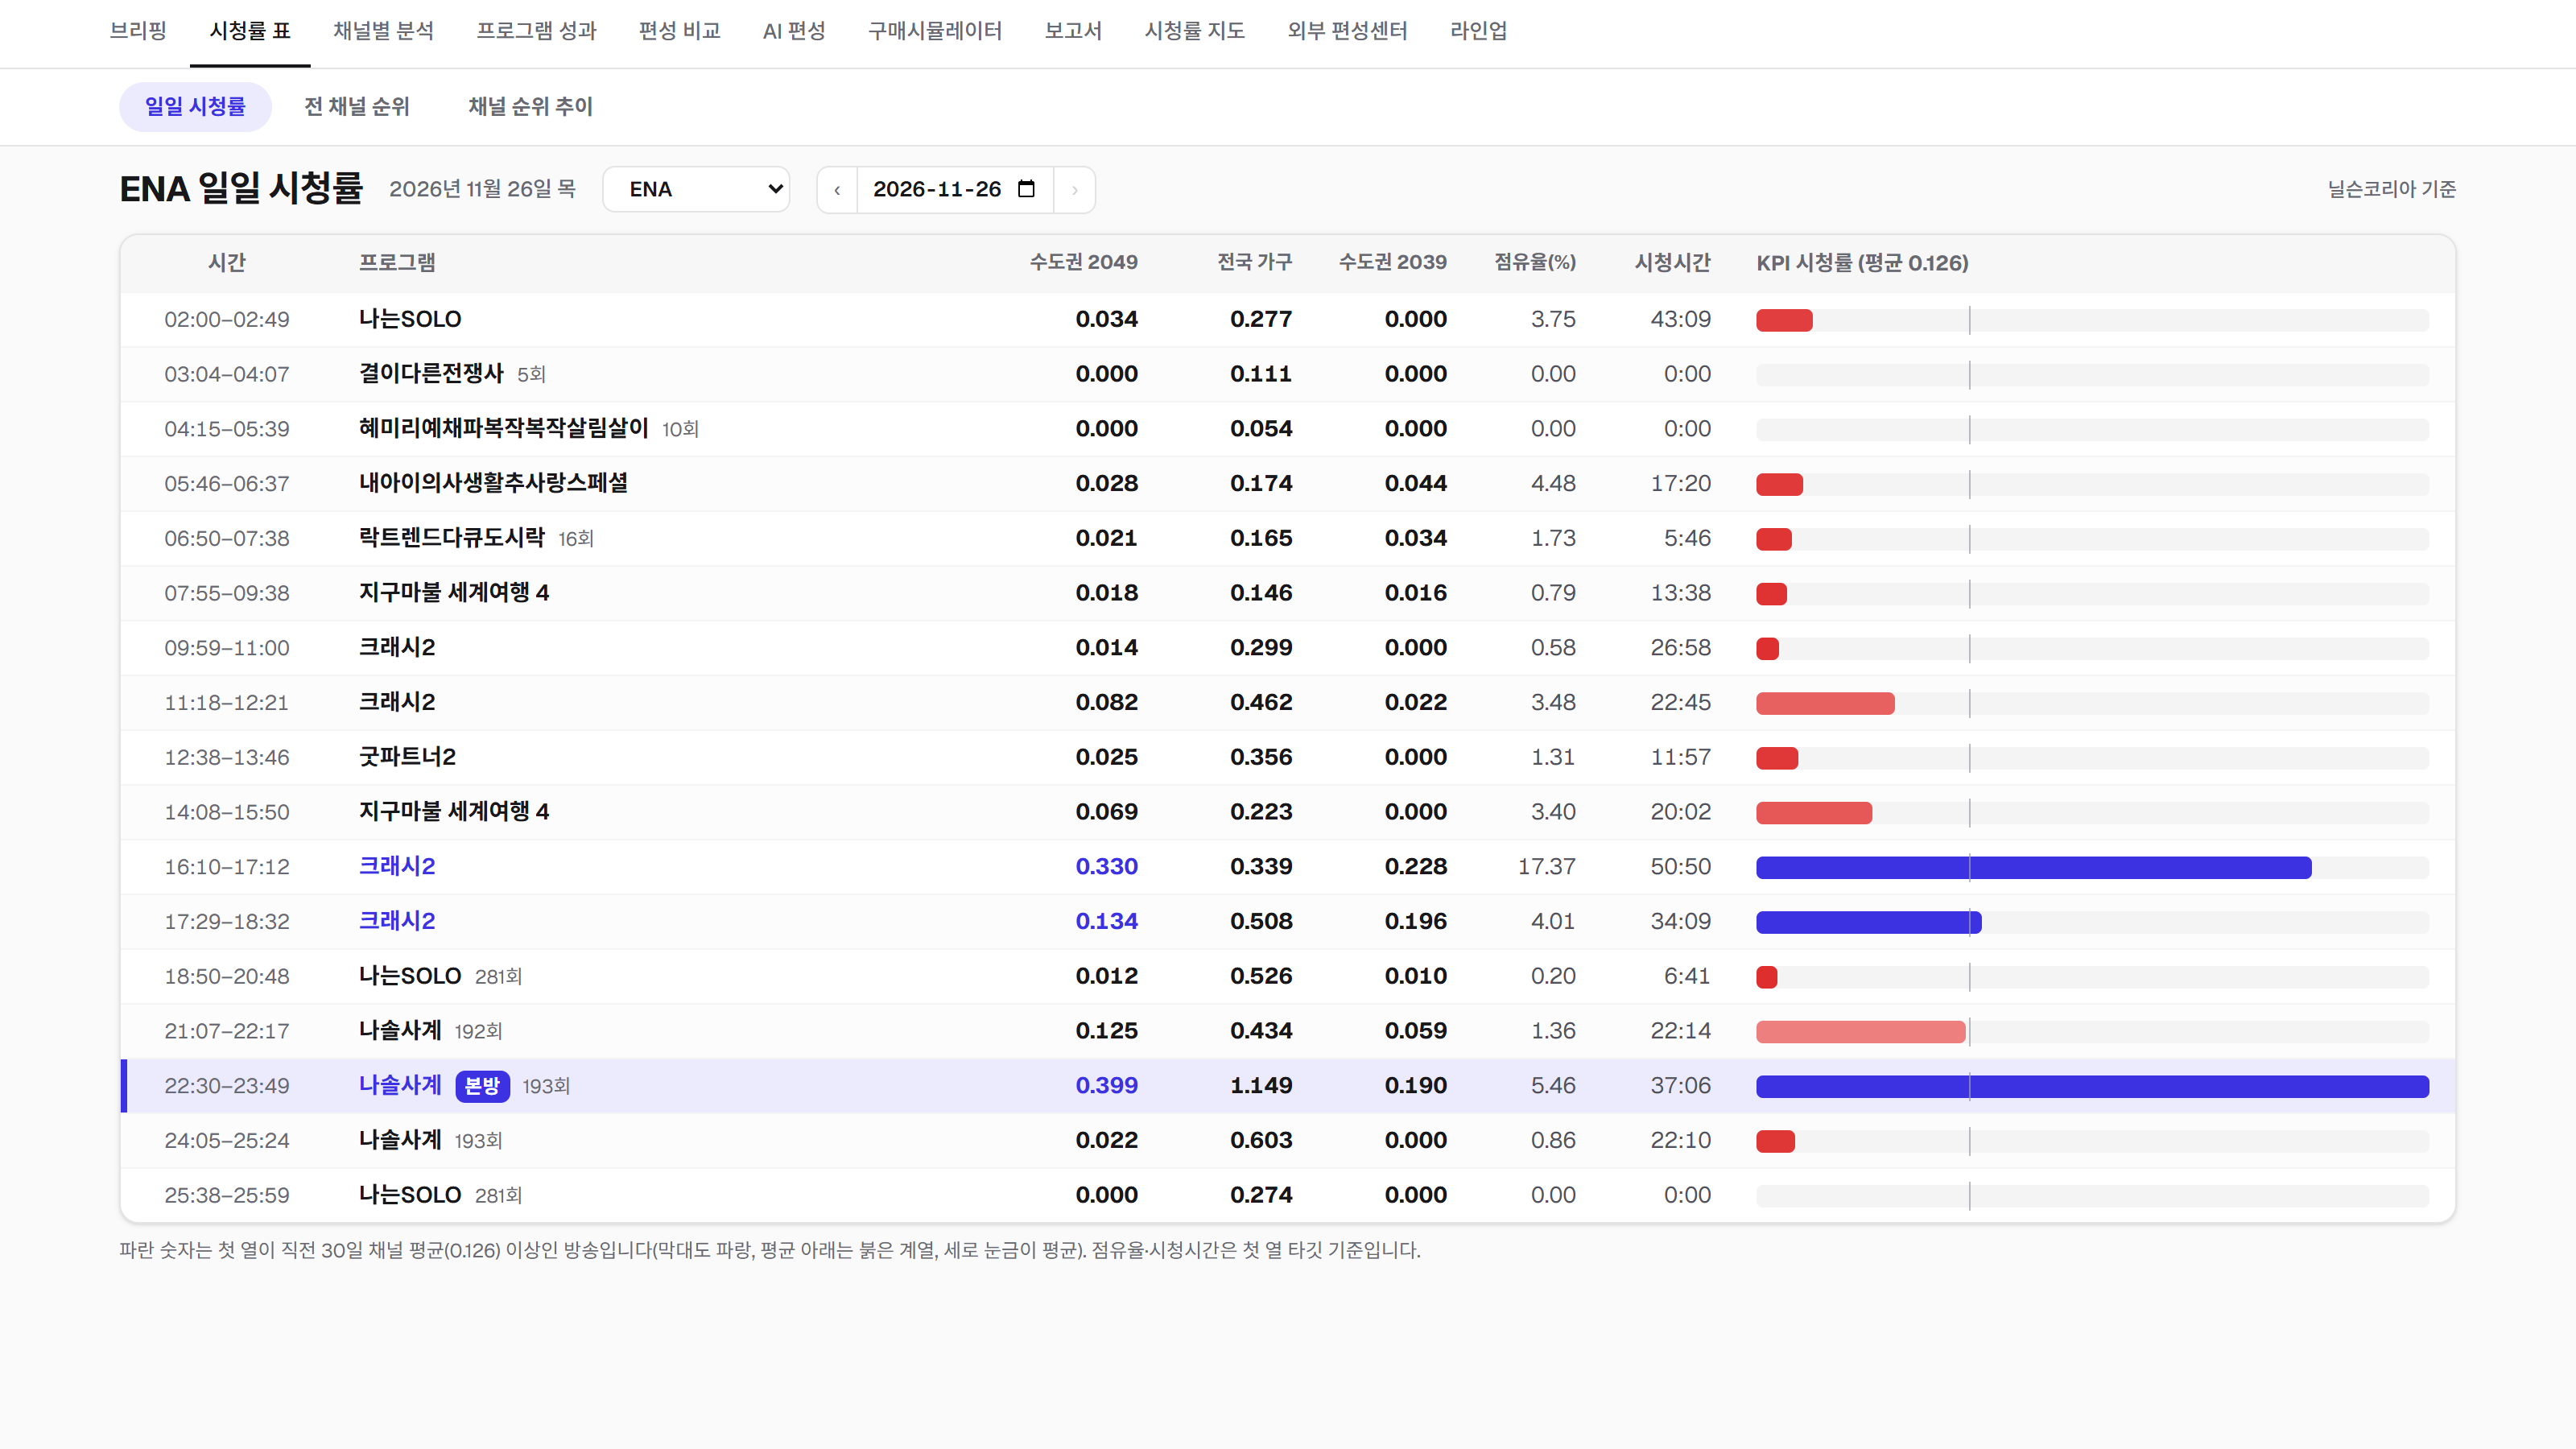 브리핑 시청률 표 채널별 분석 프로그램 성과 편성 비교 AI 편성 구매시뮬레이터 보고서 시청률 지도 외부 편성센터 라인업
일일 시청률 전 채널 순위 채널 순위 추이
ENA 일일 시청률 2026년 11월 26일 목 ENA ‹ 2026-11-26 › 닐슨코리아 기준
시간 프로그램 수도권 2049 전국 가구 수도권 2039 점유율(%) 시청시간 KPI 시청률 (평균 0.126)
02:00–02:49 나는SOLO 0.034 0.277 0.000 3.75 43:09
03:04–04:07 결이다른전쟁사 5회 0.000 0.111 0.000 0.00 0:00
04:15–05:39 혜미리예채파복작복작살림살이 10회 0.000 0.054 0.000 0.00 0:00
05:46–06:37 내아이의사생활추사랑스페셜 0.028 0.174 0.044 4.48 17:20
06:50–07:38 락트렌드다큐도시락 16회 0.021 0.165 0.034 1.73 5:46
07:55–09:38 지구마불 세계여행 4 0.018 0.146 0.016 0.79 13:38
09:59–11:00 크래시2 0.014 0.299 0.000 0.58 26:58
11:18–12:21 크래시2 0.082 0.462 0.022 3.48 22:45
12:38–13:46 굿파트너2 0.025 0.356 0.000 1.31 11:57
14:08–15:50 지구마불 세계여행 4 0.069 0.223 0.000 3.40 20:02
16:10–17:12 크래시2 0.330 0.339 0.228 17.37 50:50
17:29–18:32 크래시2 0.134 0.508 0.196 4.01 34:09
18:50–20:48 나는SOLO 281회 0.012 0.526 0.010 0.20 6:41
21:07–22:17 나솔사계 192회 0.125 0.434 0.059 1.36 22:14
22:30–23:49 나솔사계 본방 193회 0.399 1.149 0.190 5.46 37:06
24:05–25:24 나솔사계 193회 0.022 0.603 0.000 0.86 22:10
25:38–25:59 나는SOLO 281회 0.000 0.274 0.000 0.00 0:00
파란 숫자는 첫 열이 직전 30일 채널 평균(0.126) 이상인 방송입니다(막대도 파랑, 평균 아래는 붉은 계열, 세로 눈금이 평균). 점유율·시청시간은 첫 열 타깃 기준입니다.